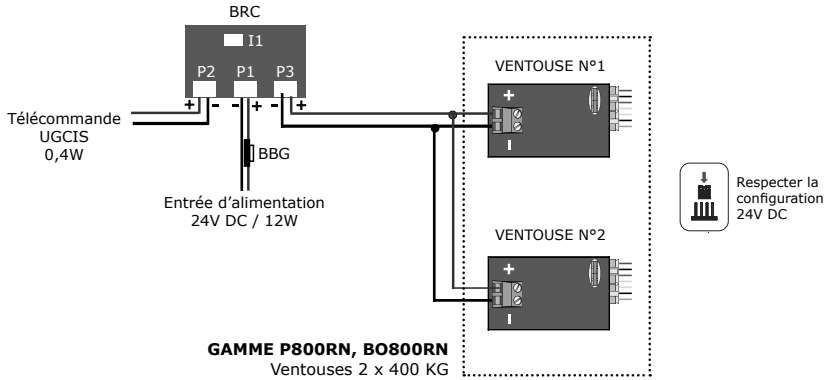 BRC
I1
P2 P1 P3
+ - - + - +
Télécommande
UGCIS
0,4W
BBG
Entrée d’alimentation
24V DC / 12W
VENTOUSE N°1
+
-
VENTOUSE N°2
+
-
Respecter la
configuration
24V DC
GAMME P800RN, BO800RN
Ventouses 2 x 400 KG